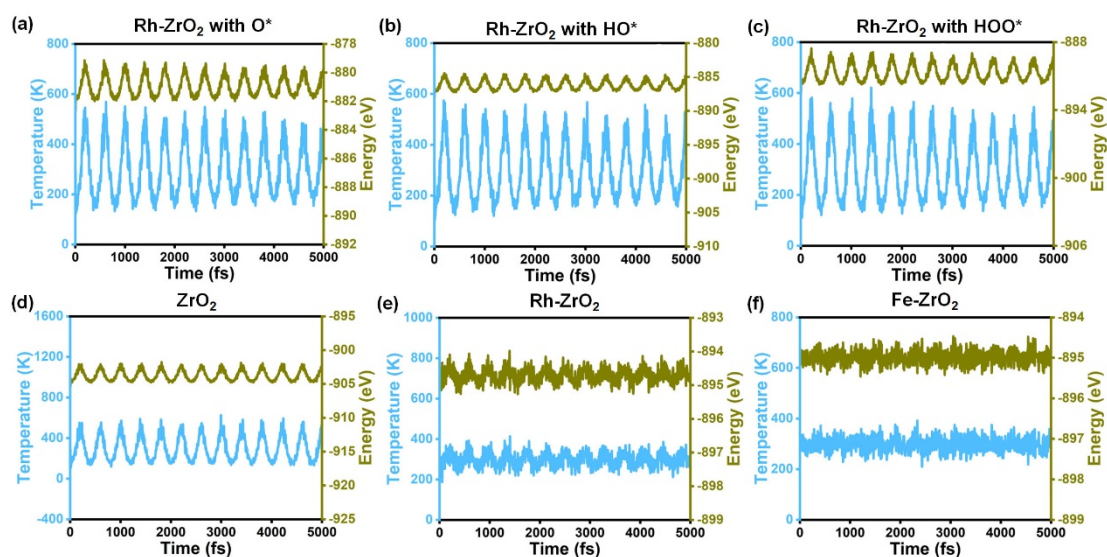 (a) Rh-ZrO2 with O*
800
600
400
200
0
Temperature (K)
-878
-880
-882
-884
-886
-888
-890
-892
Energy (eV)
0 1000 2000 3000 4000 5000
Time (fs)
(b) Rh-ZrO2 with HO*
800
600
400
200
0
Temperature (K)
-880
-885
-890
-895
-900
-905
-910
Energy (eV)
0 1000 2000 3000 4000 5000
Time (fs)
(c) Rh-ZrO2 with HOO*
800
600
400
200
0
Temperature (K)
-888
-894
-900
-906
Energy (eV)
0 1000 2000 3000 4000 5000
Time (fs)
(d) ZrO2
1600
1200
800
400
0
-400
Temperature (K)
-895
-900
-905
-910
-915
-920
-925
Energy (eV)
0 1000 2000 3000 4000 5000
Time (fs)
(e) Rh-ZrO2
1000
800
600
400
200
0
Temperature (K)
-893
-894
-895
-896
-897
-898
-899
Energy (eV)
0 1000 2000 3000 4000 5000
Time (fs)
(f) Fe-ZrO2
800
600
400
200
0
Temperature (K)
-894
-895
-896
-897
-898
-899
Energy (eV)
0 1000 2000 3000 4000 5000
Time (fs)